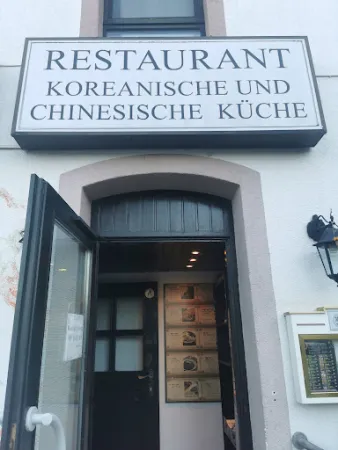 RESTAURANT
KOREANISCHE UND
CHINESISCHE KÜCHE